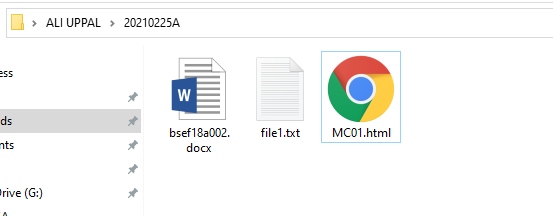 ALI UPPAL > 20210225A
ess
ds
nts
Drive (G:)
bsef18a002.
docx
file1.txt
MC01.html